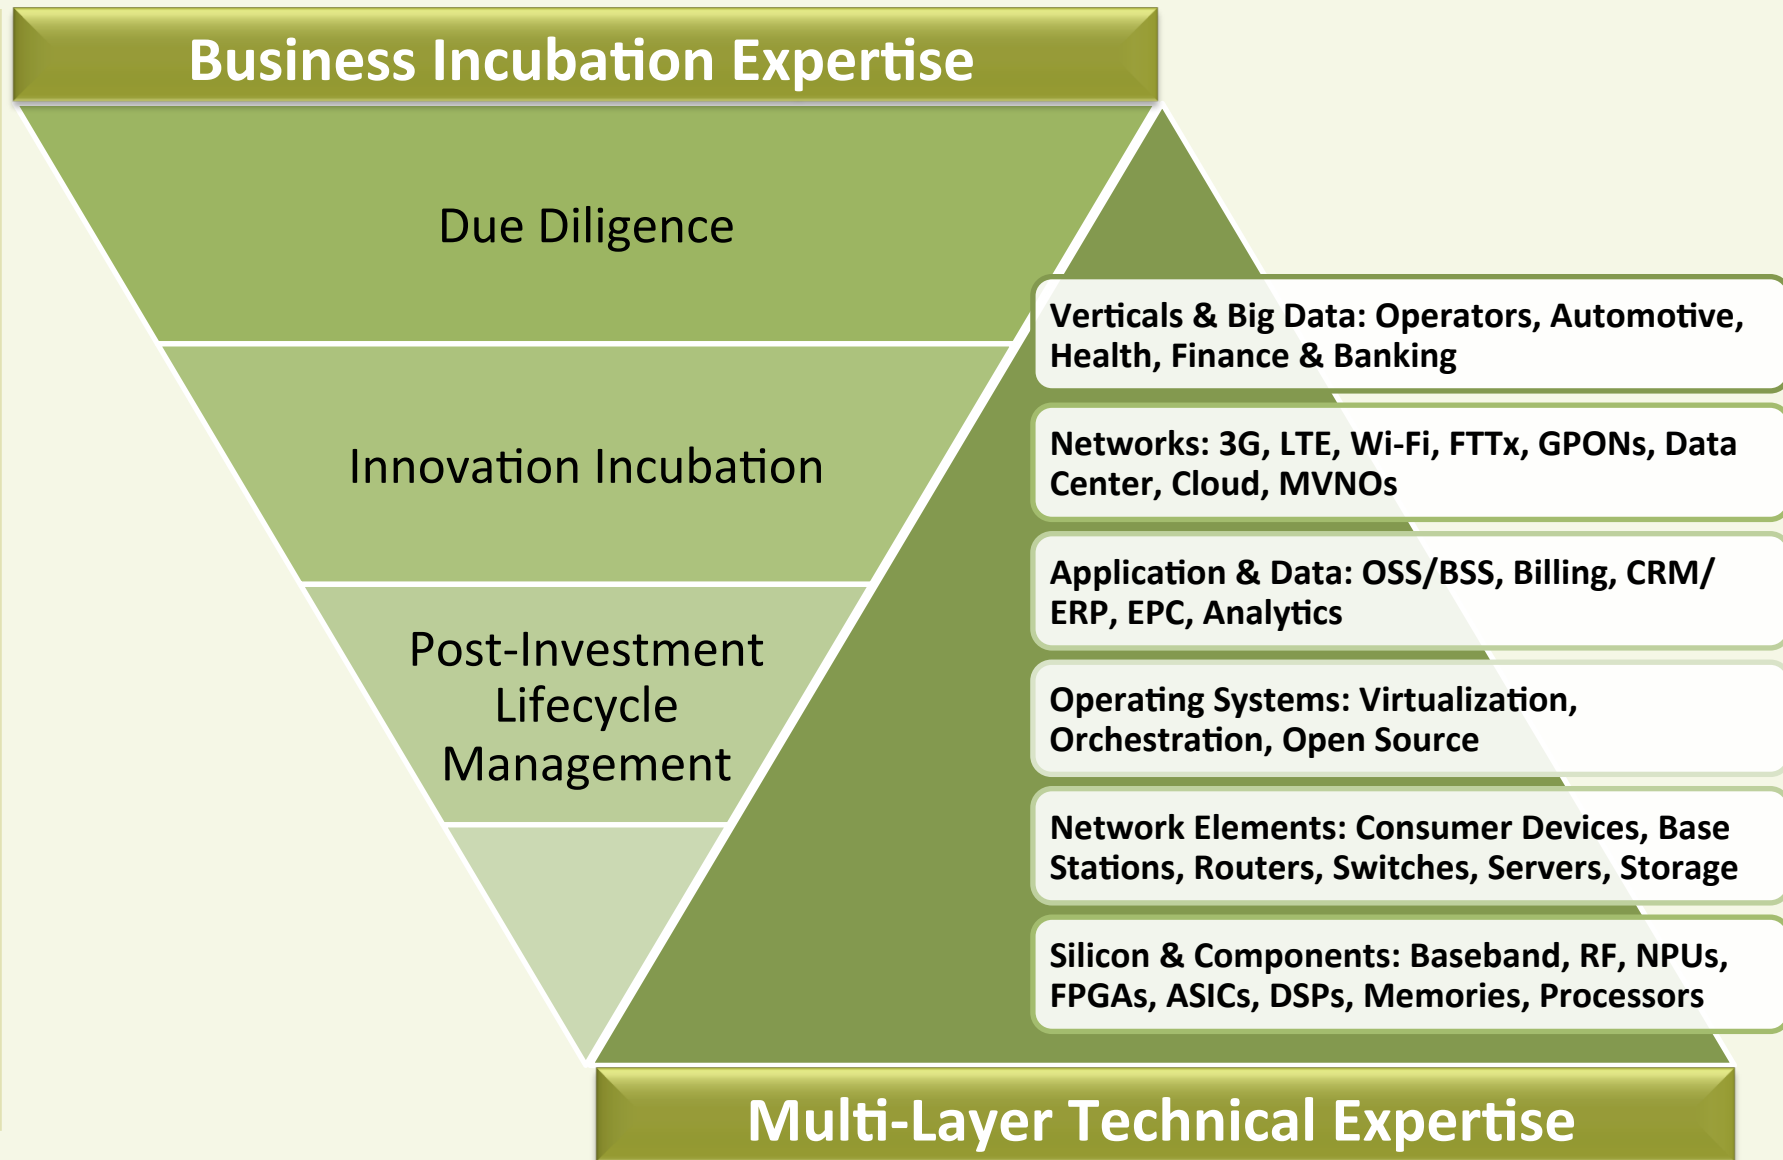 Business Incubation Expertise
Due Diligence
Innovation Incubation
Post-Investment
Lifecycle
Management
Verticals & Big Data: Operators, Automotive,
Health, Finance & Banking
Networks: 3G, LTE, Wi-Fi, FTTx, GPONs, Data
Center, Cloud, MVNOs
Application & Data: OSS/BSS, Billing, CRM/
ERP, EPC, Analytics
Operating Systems: Virtualization,
Orchestration, Open Source
Network Elements: Consumer Devices, Base
Stations, Routers, Switches, Servers, Storage
Silicon & Components: Baseband, RF, NPUs,
FPGAs, ASICs, DSPs, Memories, Processors
Multi-Layer Technical Expertise